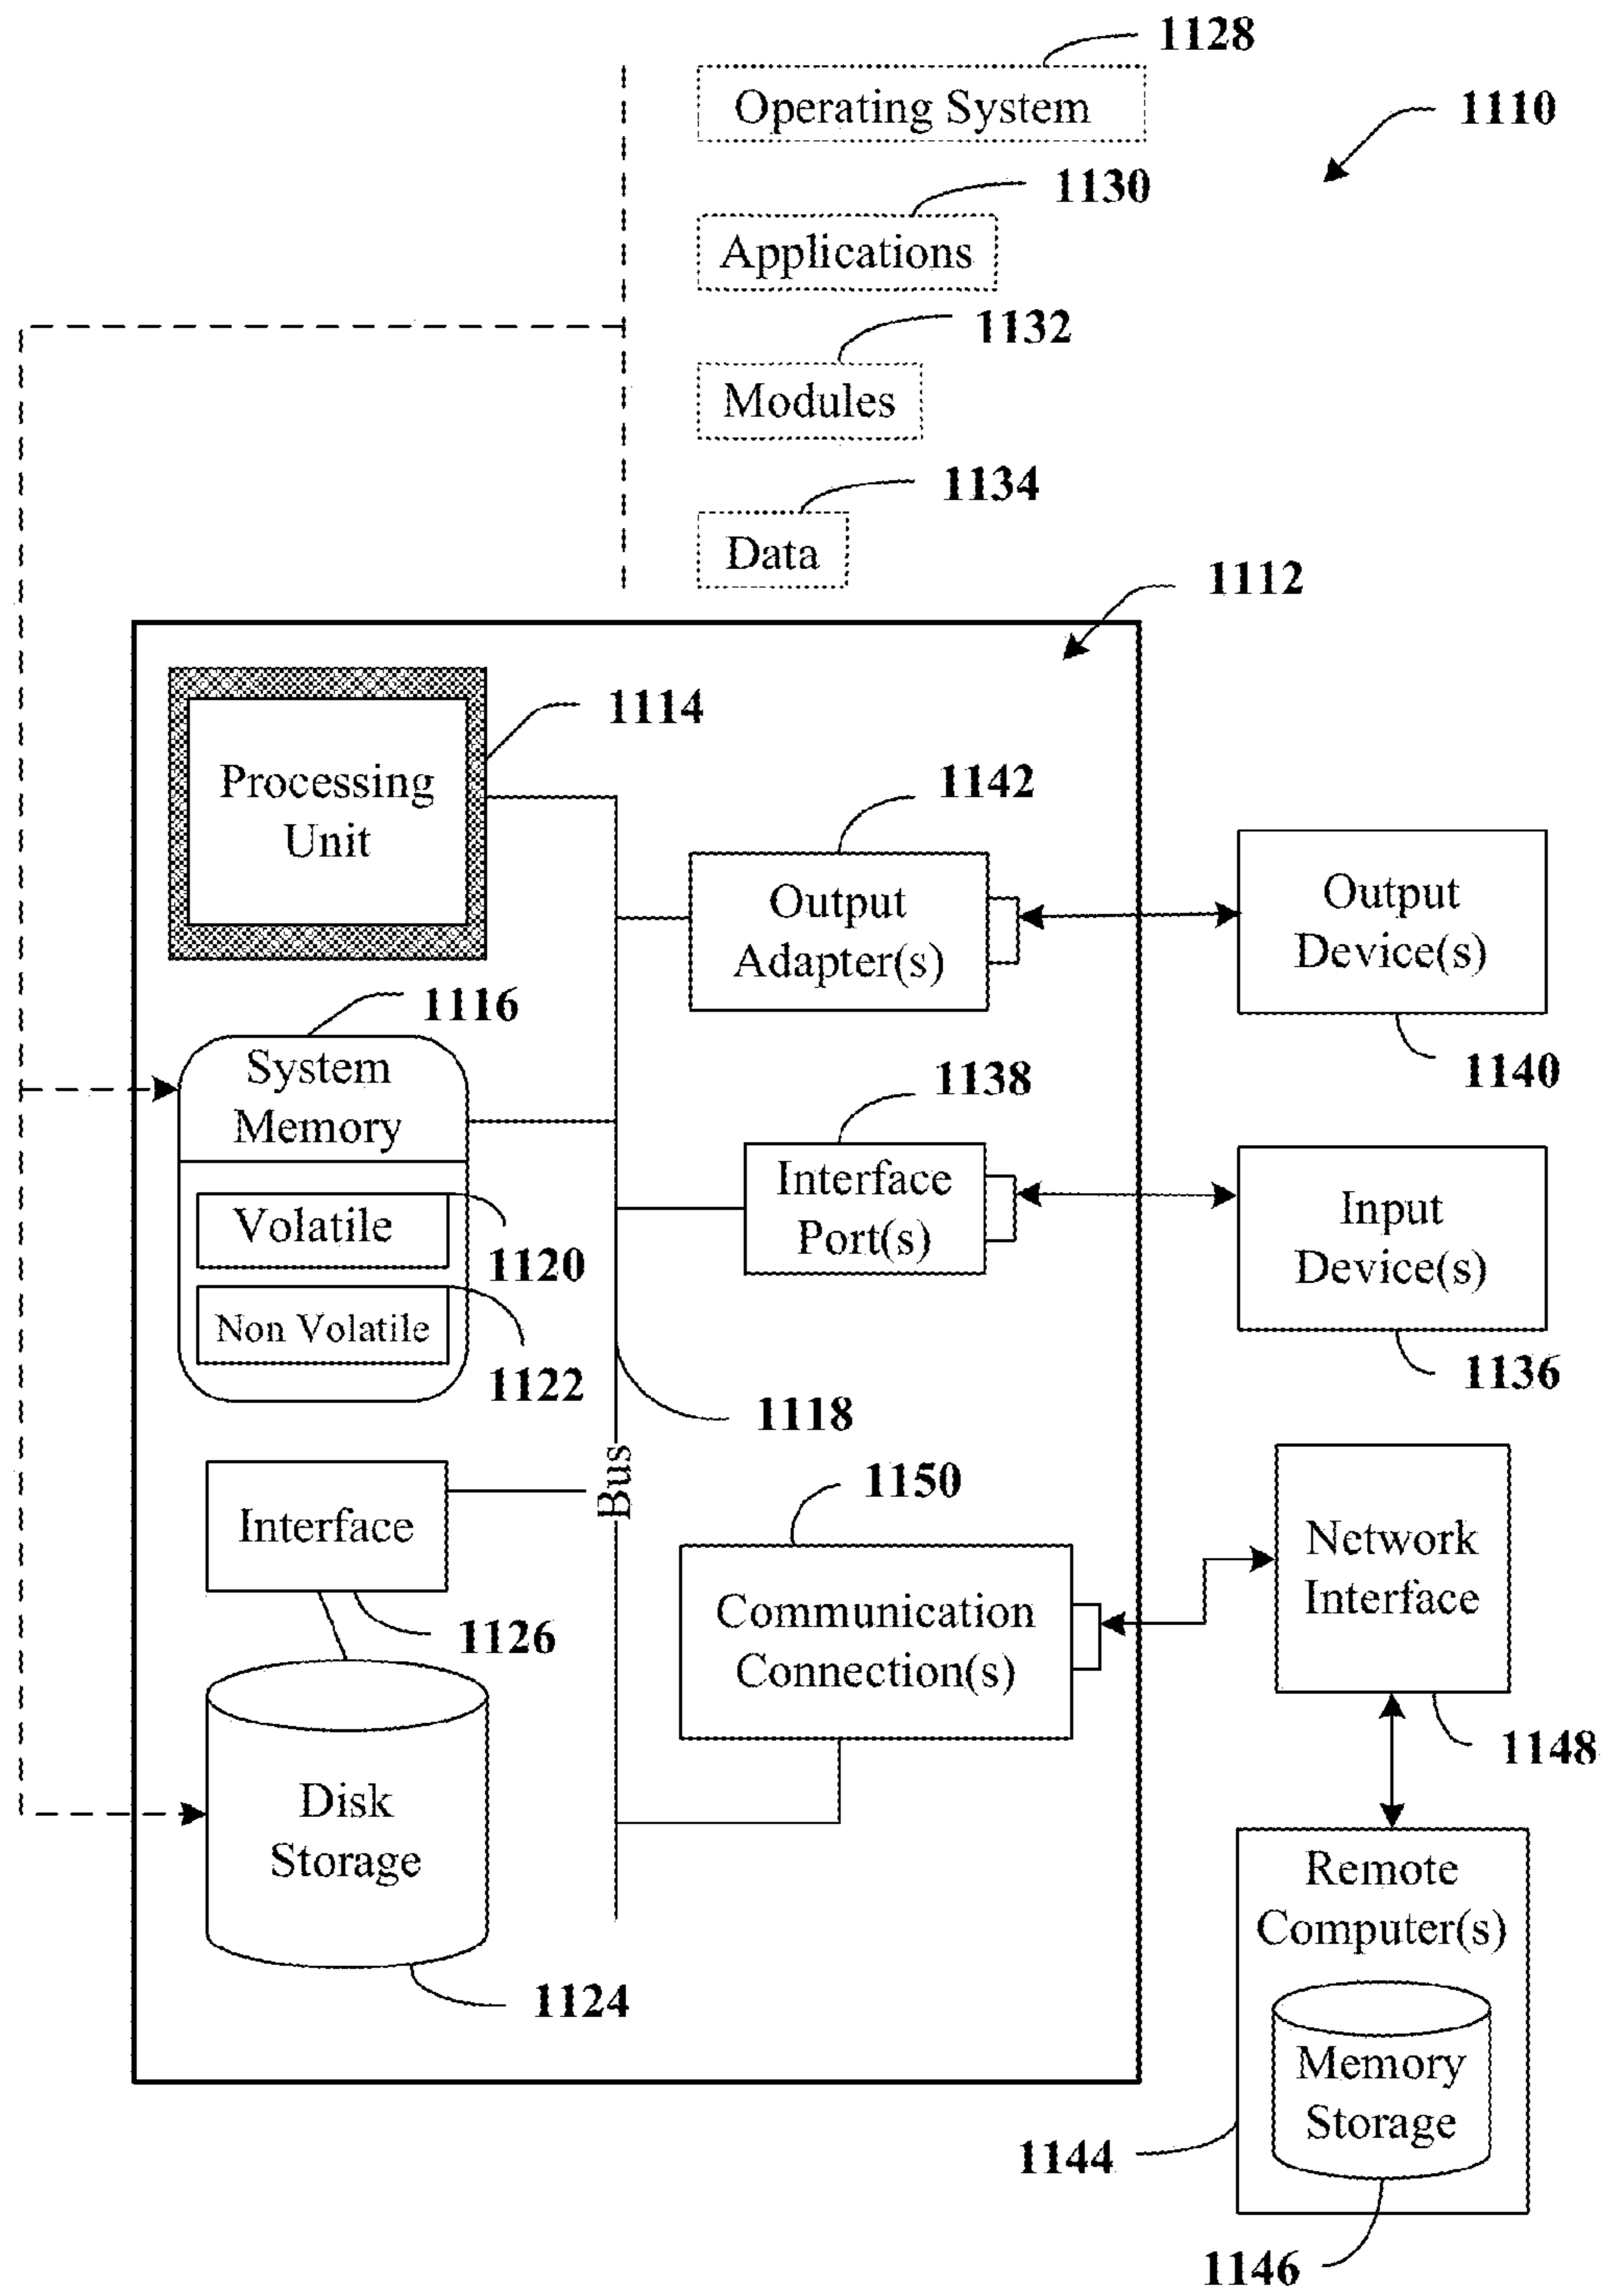 1128
Operating System
1110
1130
Applications
1132
Modules
1134
Data
1112
1114
Processing
Unit
1142
Output
Adapter(s)
Output
Device(s)
1140
1116
System
Memory
1138
Interface
Port(s)
Input
Device(s)
1136
Volatile
1120
Non Volatile
1122
1118
Bus
1150
Interface
1126
Communication
Connection(s)
Network
Interface
1148
Disk
Storage
1124
Remote
Computer(s)
Memory
Storage
1144
1146